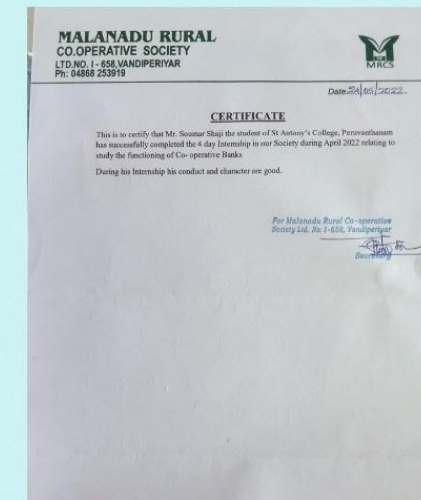 MALANADU RURAL
CO.OPERATIVE SOCIETY
LTD.NO. I - 658,VANDIPERIYAR
Ph: 04868 253919
MRCS
Date 24/05/2022.
CERTIFICATE
This is to certify that Mr. Soumar Shaji the student of St Antony's College, Peruvanthanam
has successfully completed the 4 day Internship in our Society during April 2022 relating to
study the functioning of Co- operative Banks
During his Internship his conduct and character are good.
For Malanadu Rural Co-operative
Society Ltd. No: I-658, Vandiperiyar
Secretary